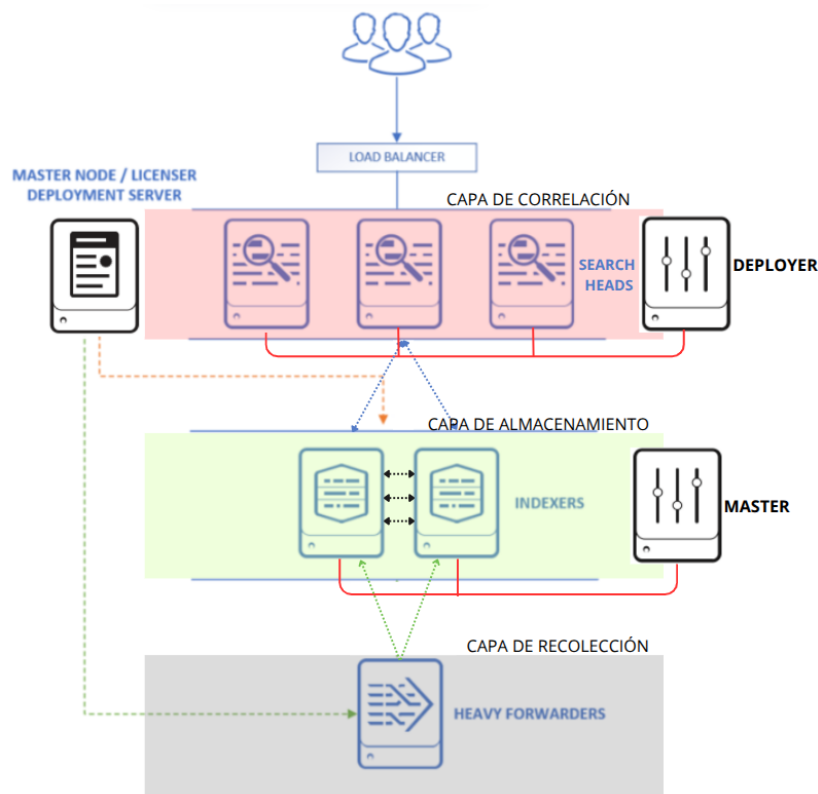 LOAD BALANCER
MASTER NODE / LICENSER
DEPLOYMENT SERVER
CAPA DE CORRELACIÓN
SEARCH
HEADS
DEPLOYER
CAPA DE ALMACENAMIENTO
INDEXERS
MASTER
CAPA DE RECOLECCIÓN
HEAVY FORWARDERS